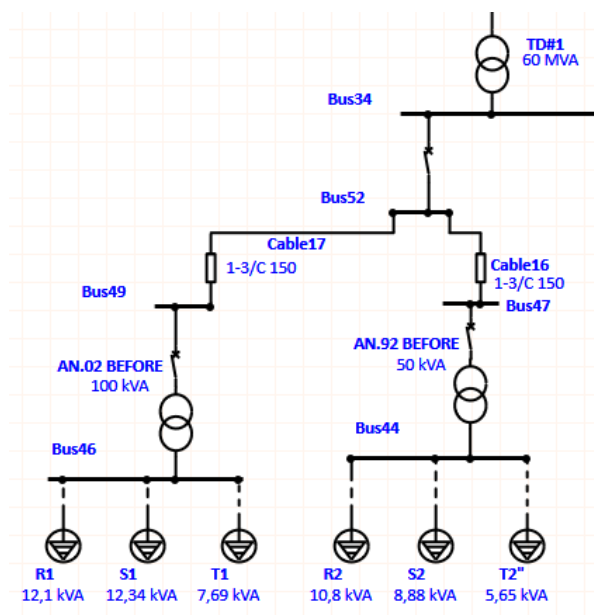 TD#1
60 MVA
Bus34
Bus52
Cable17
1-3/C 150
Cable16
1-3/C 150
Bus49
Bus47
AN.02 BEFORE
100 kVA
AN.92 BEFORE
50 kVA
Bus46
Bus44
R1
12,1 kVA
S1
12,34 kVA
T1
7,69 kVA
R2
10,8 kVA
S2
8,88 kVA
T2"
5,65 kVA